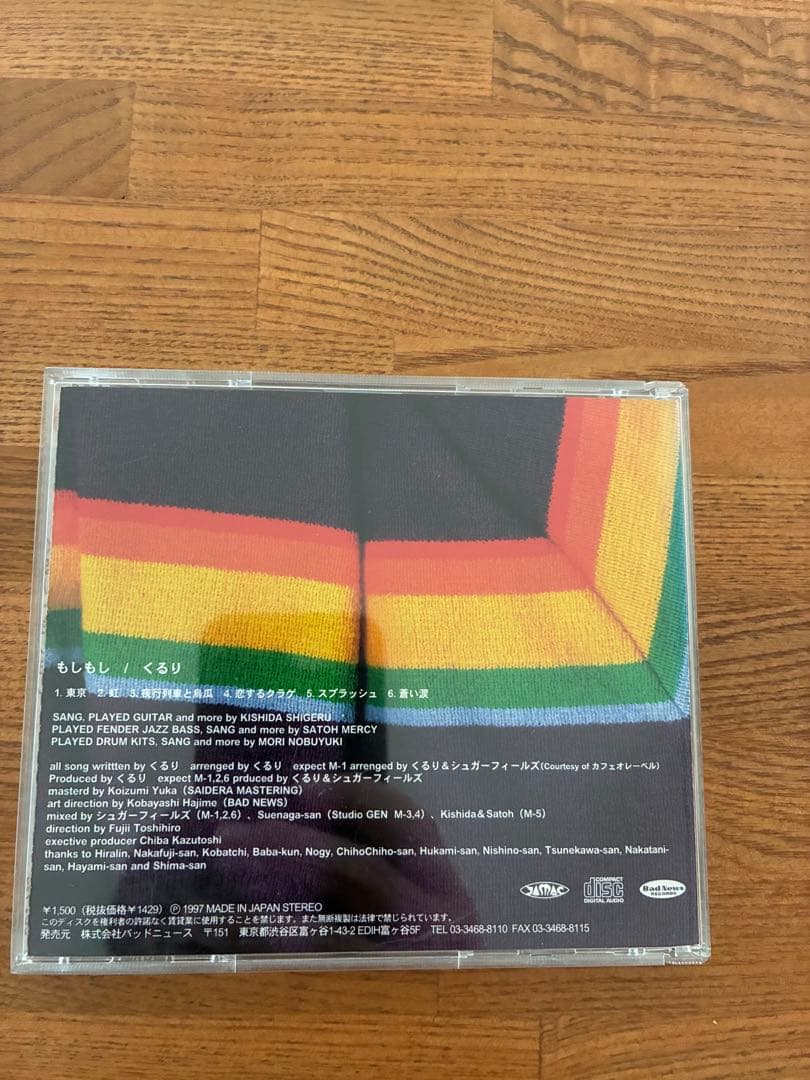 もしもし / くるり
1. 東京 2. 虹 3. 夜行列車と烏瓜 4. 恋するクラゲ 5. スプラッシュ 6. 蒼い涙
SANG, PLAYED GUITAR and more by KISHIDA SHIGERU
PLAYED FENDER JAZZ BASS, SANG and more by SATOH MERCY
PLAYED DRUM KITS, SANG and more by MORI NOBUYUKI
all song writtten by くるり arranged by くるり expect M-1 arranged by くるり&シュガーフィールズ(Courtesy of カフェオレーベル)
Produced by くるり expect M-1,2,6 prduced by くるり&シュガーフィールズ
masterd by Koizumi Yuka (SAIDERA MASTERING)
art direction by Kobayashi Hajime (BAD NEWS)
mixed by シュガーフィールズ (M-1,2,6) 、Suenaga-san (Studio GEN M-3,4) 、Kishida&Satoh (M-5)
direction by Fujii Toshihiro
exective producer Chiba Kazutoshi
thanks to Hiralin, Nakafuji-san, Kobatchi, Baba-kun, Nogy, ChihoChiho-san, Hukami-san, Nishino-san, Tsunekawa-san, Nakatani-
san, Hayami-san and Shima-san
JASRAC
COMPACT
disc
DIGITAL AUDIO
Bad News
RECORDS
¥1,500 (税抜価格¥1429) Ⓟ 1997 MADE IN JAPAN STEREO
このディスクを権利者の許諾なく賃貸業に使用することを禁じます。また無断複製は法律で禁じられています。
発売元 株式会社バッドニュース 〒151 東京都渋谷区富ヶ谷1-43-2 EDIH富ヶ谷5F TEL 03-3468-8110 FAX 03-3468-8115